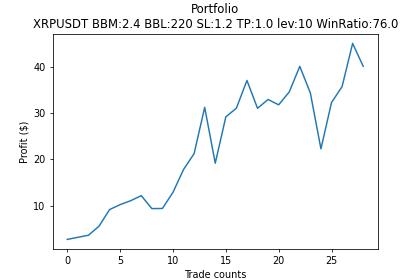 Portfolio
XRPUSDT BBM:2.4 BBL:220 SL:1.2 TP:1.0 lev:10 WinRatio:76.0
Profit ($)
40
30
20
10
0 5 10 15 20 25
Trade counts